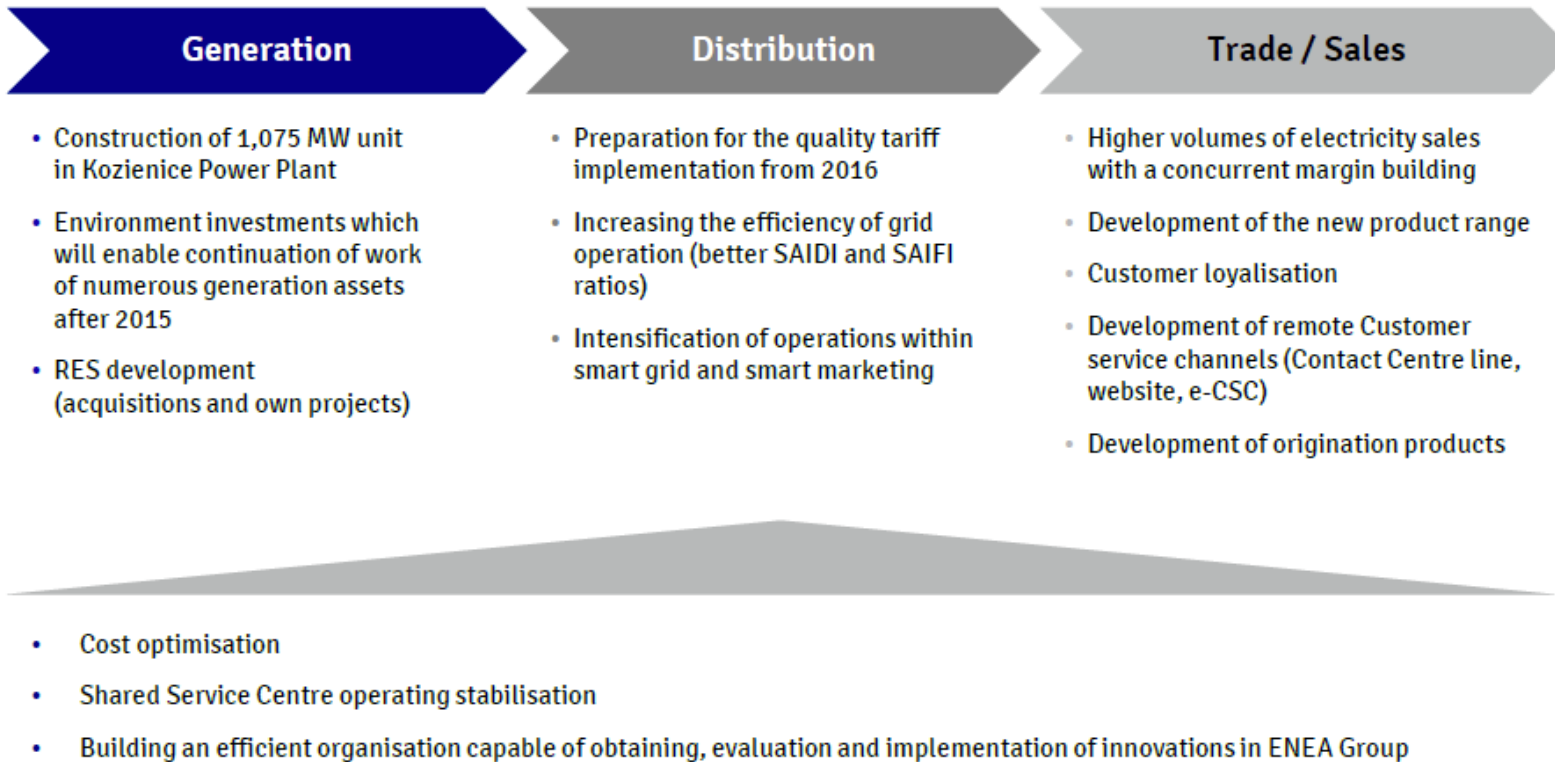 Generation
Construction of 1,075 MW unit
in Kozienice Power Plant
Environment investments which
will enable continuation of work
of numerous generation assets
after 2015
RES development
(acquisitions and own projects)
Distribution
Preparation for the quality tariff
implementation from 2016
Increasing the efficiency of grid
operation (better SAIDI and SAIFI
ratios)
Intensification of operations within
smart grid and smart marketing
Trade / Sales
Higher volumes of electricity sales
with a concurrent margin building
Development of the new product range
Customer loyalisation
Development of remote Customer
service channels (Contact Centre line,
website, e-CSC)
Development of origination products
Cost optimisation
Shared Service Centre operating stabilisation
Building an efficient organisation capable of obtaining, evaluation and implementation of innovations in ENEA Group